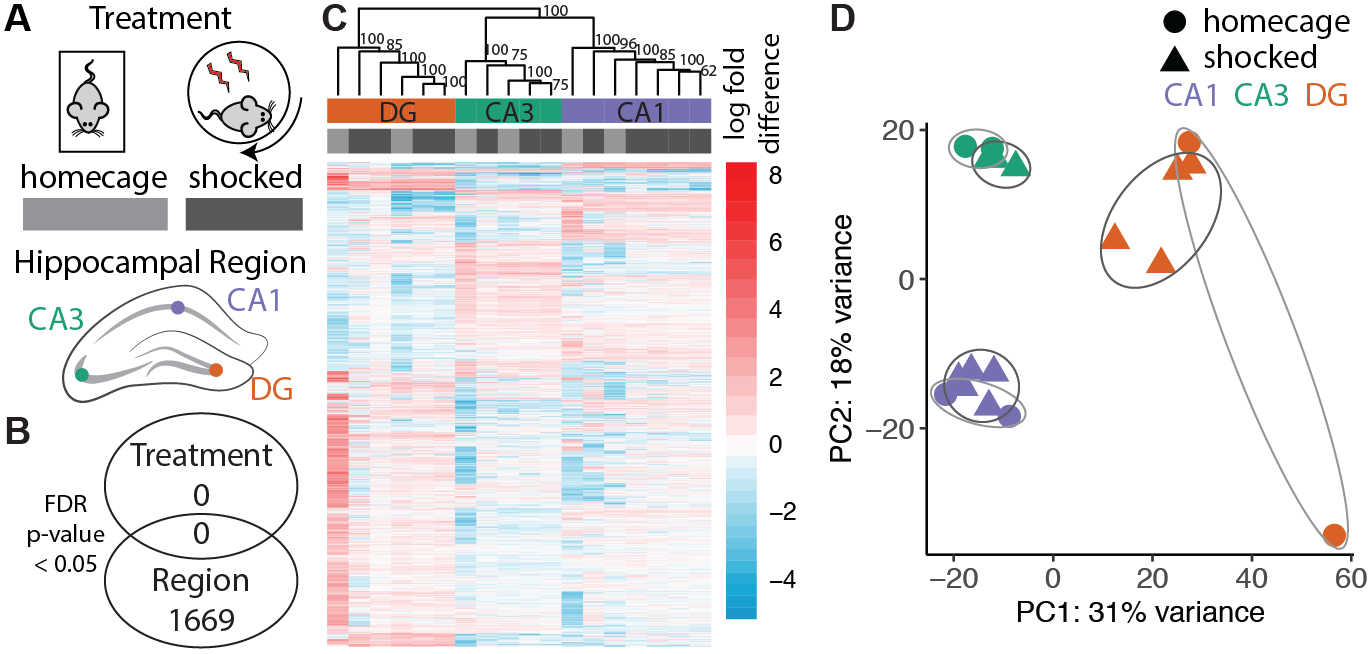 A
Treatment
homecage
shocked
Hippocampal Region
CA3
CA1
DG
B
Treatment
0
0
Region
1669
FDR
p-value
< 0.05
C
100
100
85
100
100
100
100
75
100
75
100
96
100
85
100
62
DG
CA3
CA1
log fold
difference
8
6
4
2
0
−2
−4
D
homecage
shocked
CA1 CA3 DG
PC2: 18% variance
20
0
−20
−20
0
20
40
60
PC1: 31% variance